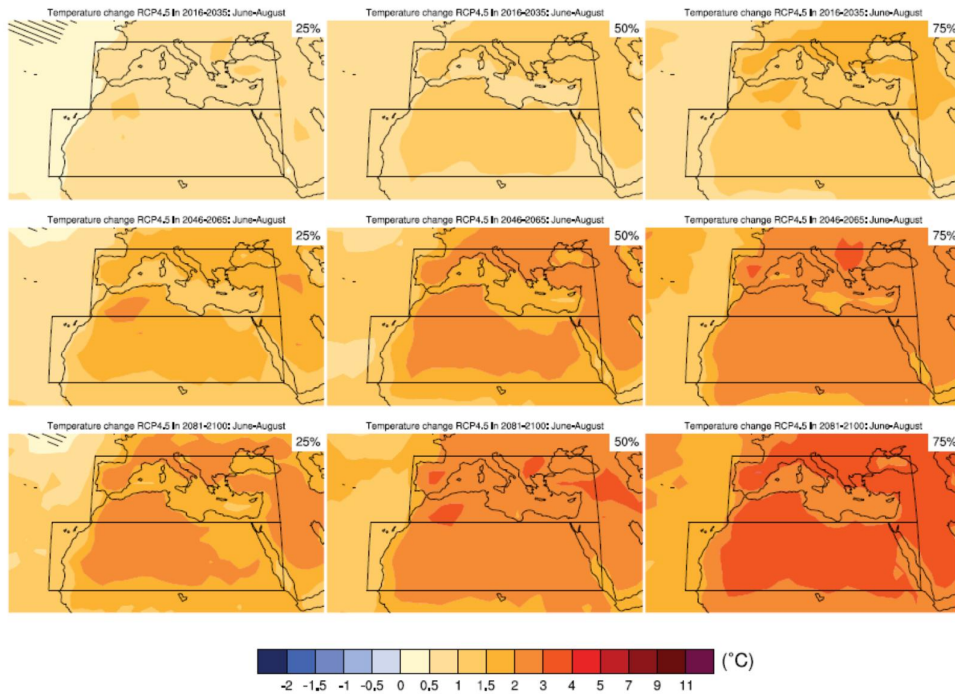 Temperature change RCP4.5 in 2016-2035: June-August
25%
Temperature change RCP4.5 in 2016-2035: June-August
50%
Temperature change RCP4.5 in 2016-2035: June-August
75%
Temperature change RCP4.5 in 2046-2065: June-August
25%
Temperature change RCP4.5 in 2046-2065: June-August
50%
Temperature change RCP4.5 in 2046-2065: June-August
75%
Temperature change RCP4.5 in 2081-2100: June-August
25%
Temperature change RCP4.5 in 2081-2100: June-August
50%
Temperature change RCP4.5 in 2081-2100: June-August
75%
(°C)
-2 -1.5 -1 -0.5 0 0.5 1 1.5 2 3 4 5 7 9 11